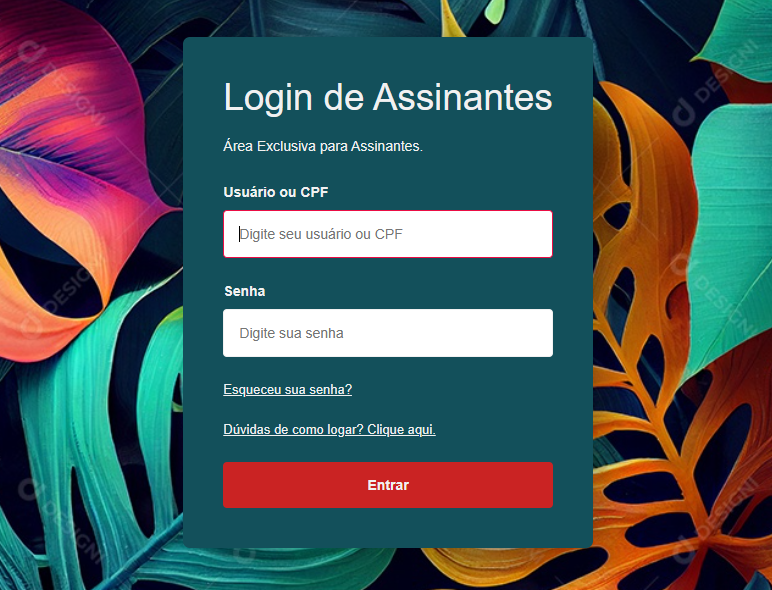 Login de Assinantes
Área Exclusiva para Assinantes.
Usuário ou CPF
Digite seu usuário ou CPF
Senha
Digite sua senha
Esqueceu sua senha?
Dúvidas de como logar? Clique aqui.
Entrar
DESIGNI
DESIGNI
DESIGNI
DESIGNI
DESIGNI
DESIGNI